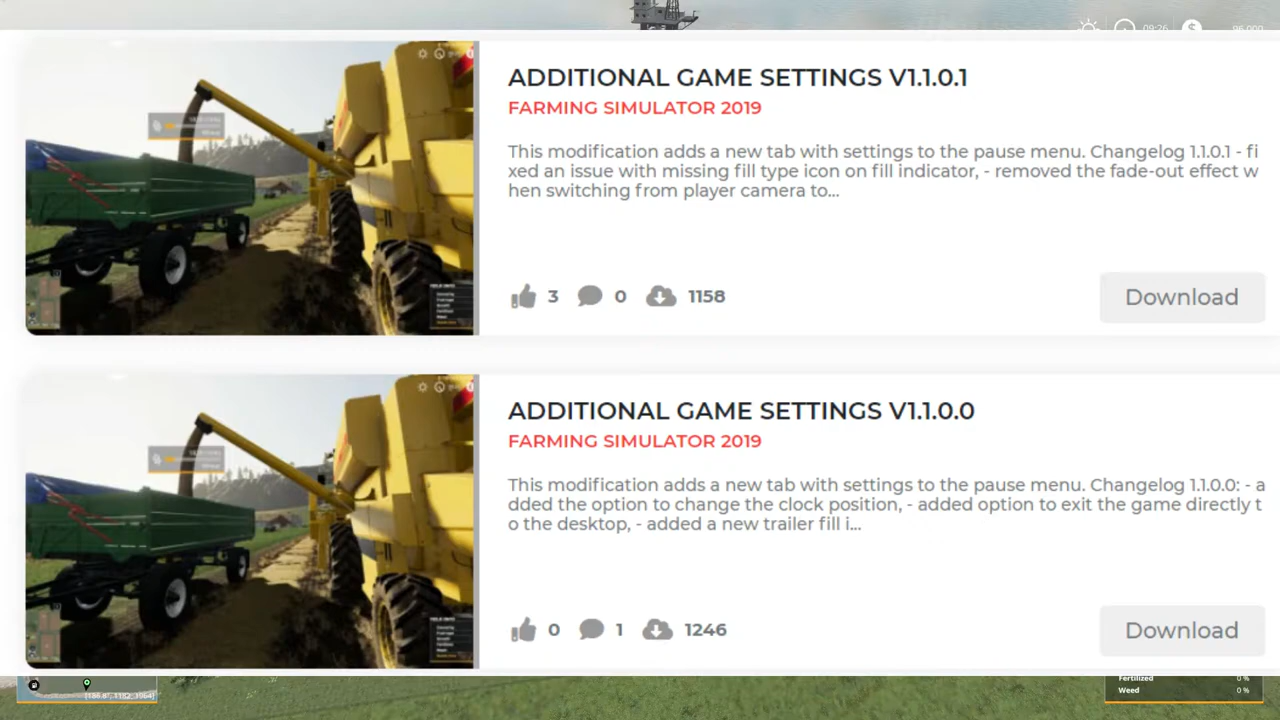 09:26
96 000
ADDITIONAL GAME SETTINGS V1.1.0.1
FARMING SIMULATOR 2019
This modification adds a new tab with settings to the pause menu. Changelog 1.1.0.1 - fi
xed an issue with missing fill type icon on fill indicator, - removed the fade-out effect w
hen switching from player camera to...
3 0 1158
Download
ADDITIONAL GAME SETTINGS V1.1.0.0
FARMING SIMULATOR 2019
This modification adds a new tab with settings to the pause menu. Changelog 1.1.0.0: - a
dded the option to change the clock position, - added option to exit the game directly t
o the desktop, - added a new trailer fill i...
0 1 1246
Download
Fertilized 0 %
Weed 0 %